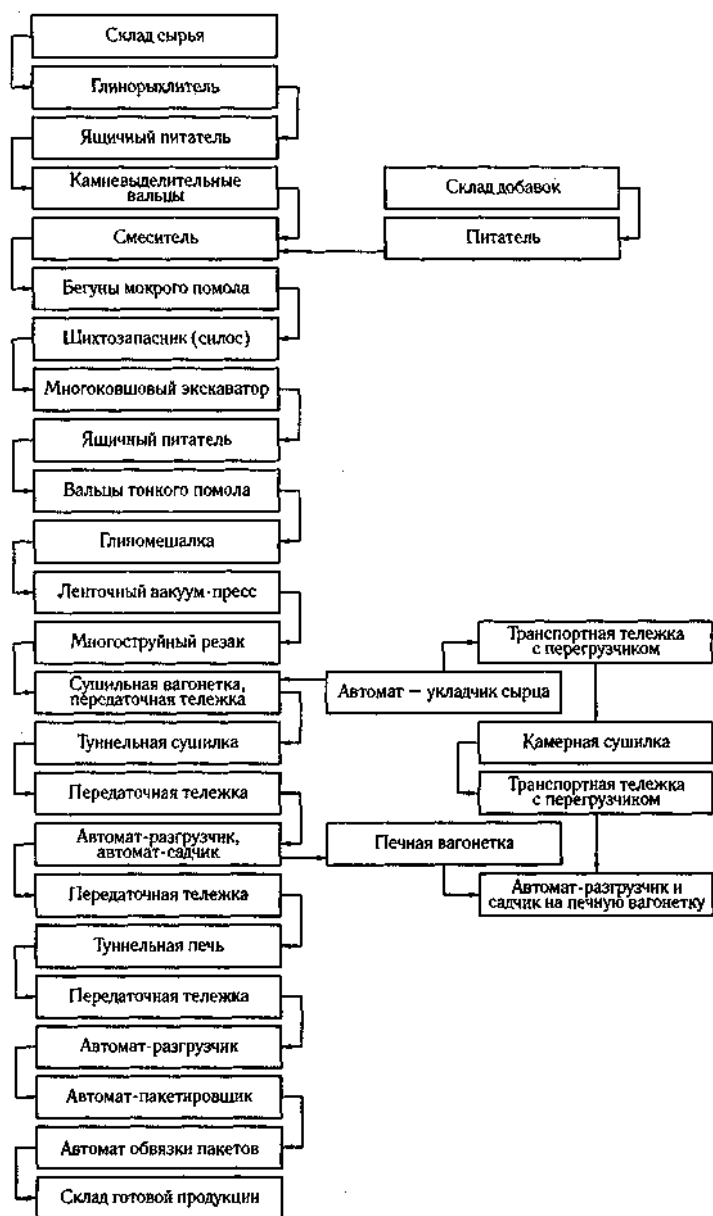 Склад сырья
Глинорыхлитель
Ящичный питатель
Камневыделительные
вальцы
Склад добавок
Смеситель
Питатель
Бегуны мокрого помола
Шихтозапасник (силос)
Многоковшовый экскаватор
Ящичный питатель
Вальцы тонкого помола
Глиномешалка
Ленточный вакуум-пресс
Многоструйный резак
Транспортная тележка
с перегрузчиком
Сушильная вагонетка,
передаточная тележка
Автомат — укладчик сырца
Туннельная сушилка
Камерная сушилка
Передаточная тележка
Транспортная тележка
с перегрузчиком
Автомат-разгрузчик,
автомат-садчик
Печная вагонетка
Передаточная тележка
Автомат-разгрузчик и
садчик на печную вагонетку
Туннельная печь
Передаточная тележка
Автомат-разгрузчик
Автомат-пакетировщик
Автомат обвязки пакетов
Склад готовой продукции